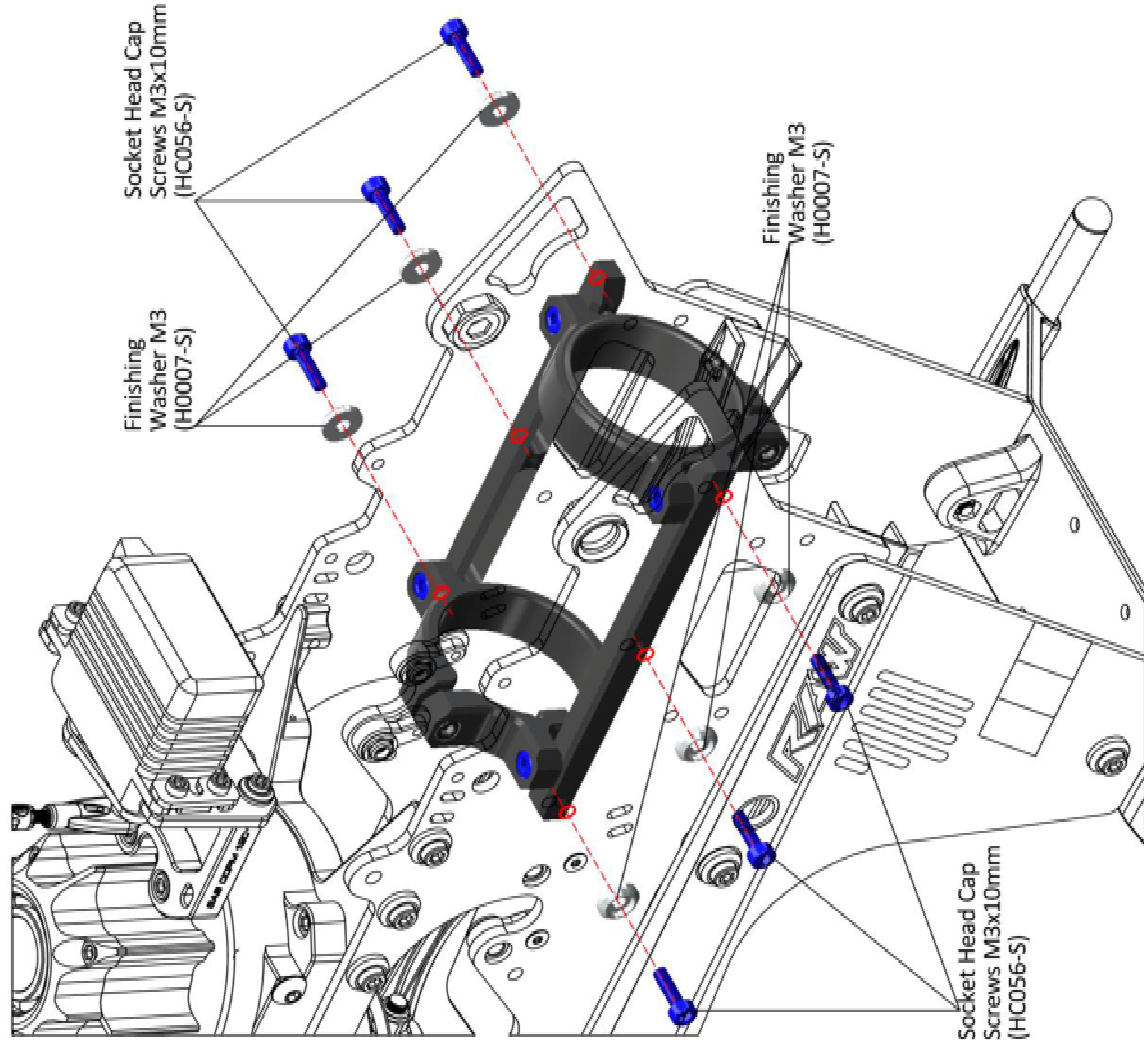 Socket Head Cap
Screws M3x10mm
(HC056-S)
Finishing
Washer M3
(H0007-S)
Finishing
Washer M3
(H0007-S)
Socket Head Cap
Screws M3x10mm
(HC056-S)
RAW